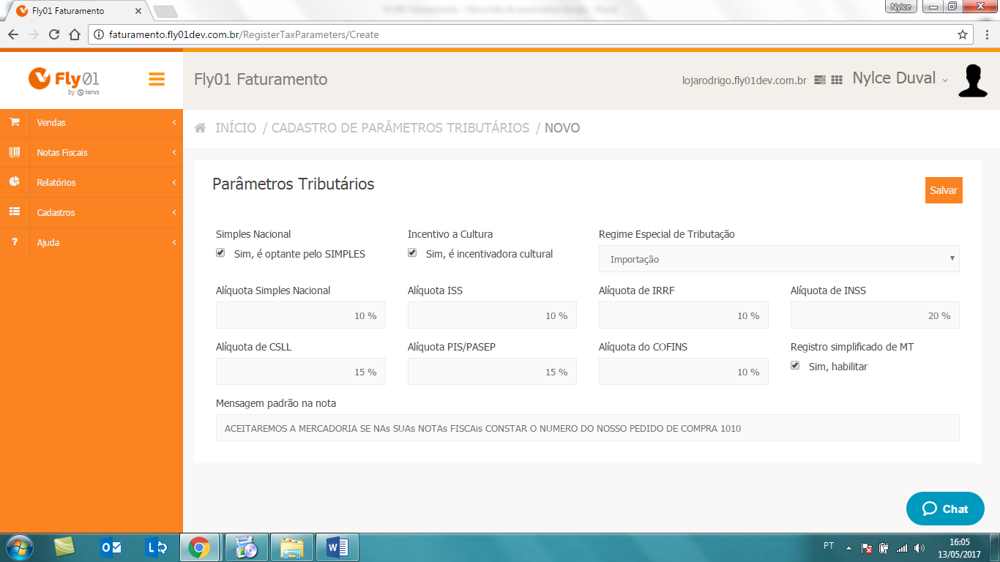 Fly01 Faturamento
Nylce
faturamento.fly01dev.com.br/RegisterTaxParameters/Create
Fly01
by TOTVS
Fly01 Faturamento
lojarodrigo.fly01dev.com.br
Nylce Duval
Vendas
Notas Fiscais
Relatórios
Cadastros
Ajuda
INÍCIO / CADASTRO DE PARÂMETROS TRIBUTÁRIOS / NOVO
Parâmetros Tributários
Salvar
Simples Nacional
Sim, é optante pelo SIMPLES
Incentivo a Cultura
Sim, é incentivadora cultural
Regime Especial de Tributação
Importação
Alíquota Simples Nacional
10 %
Alíquota ISS
10 %
Alíquota de IRRF
10 %
Alíquota de INSS
20 %
Alíquota de CSLL
15 %
Alíquota PIS/PASEP
15 %
Alíquota do COFINS
10 %
Registro simplificado de MT
Sim, habilitar
Mensagem padrão na nota
ACEITAREMOS A MERCADORIA SE NAs SUAs NOTAs FISCAiS CONSTAR O NUMERO DO NOSSO PEDIDO DE COMPRA 1010
Chat
PT
16:05
13/05/2017